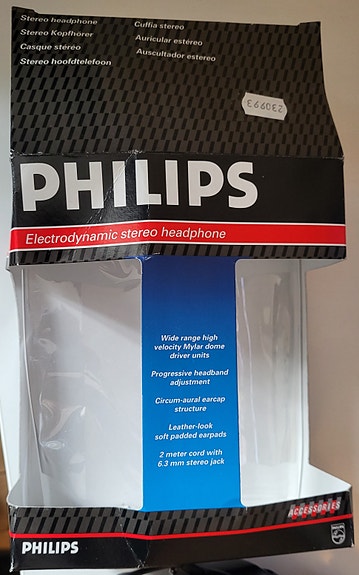 Stereo headphone
Stereo Kopfhörer
Casque stéréo
Stereo hoofdtelefoon
Cuffia stereo
Auricular estéreo
Auscultador estereo
230993
PHILIPS
Electrodynamic stereo headphone
Wide range high
velocity Mylar dome
driver units
Progressive headband
adjustment
Circum-aural earcap
structure
Leather-look
soft padded earpads
2 meter cord with
6.3 mm stereo jack
ACCESSORIES
PHILIPS